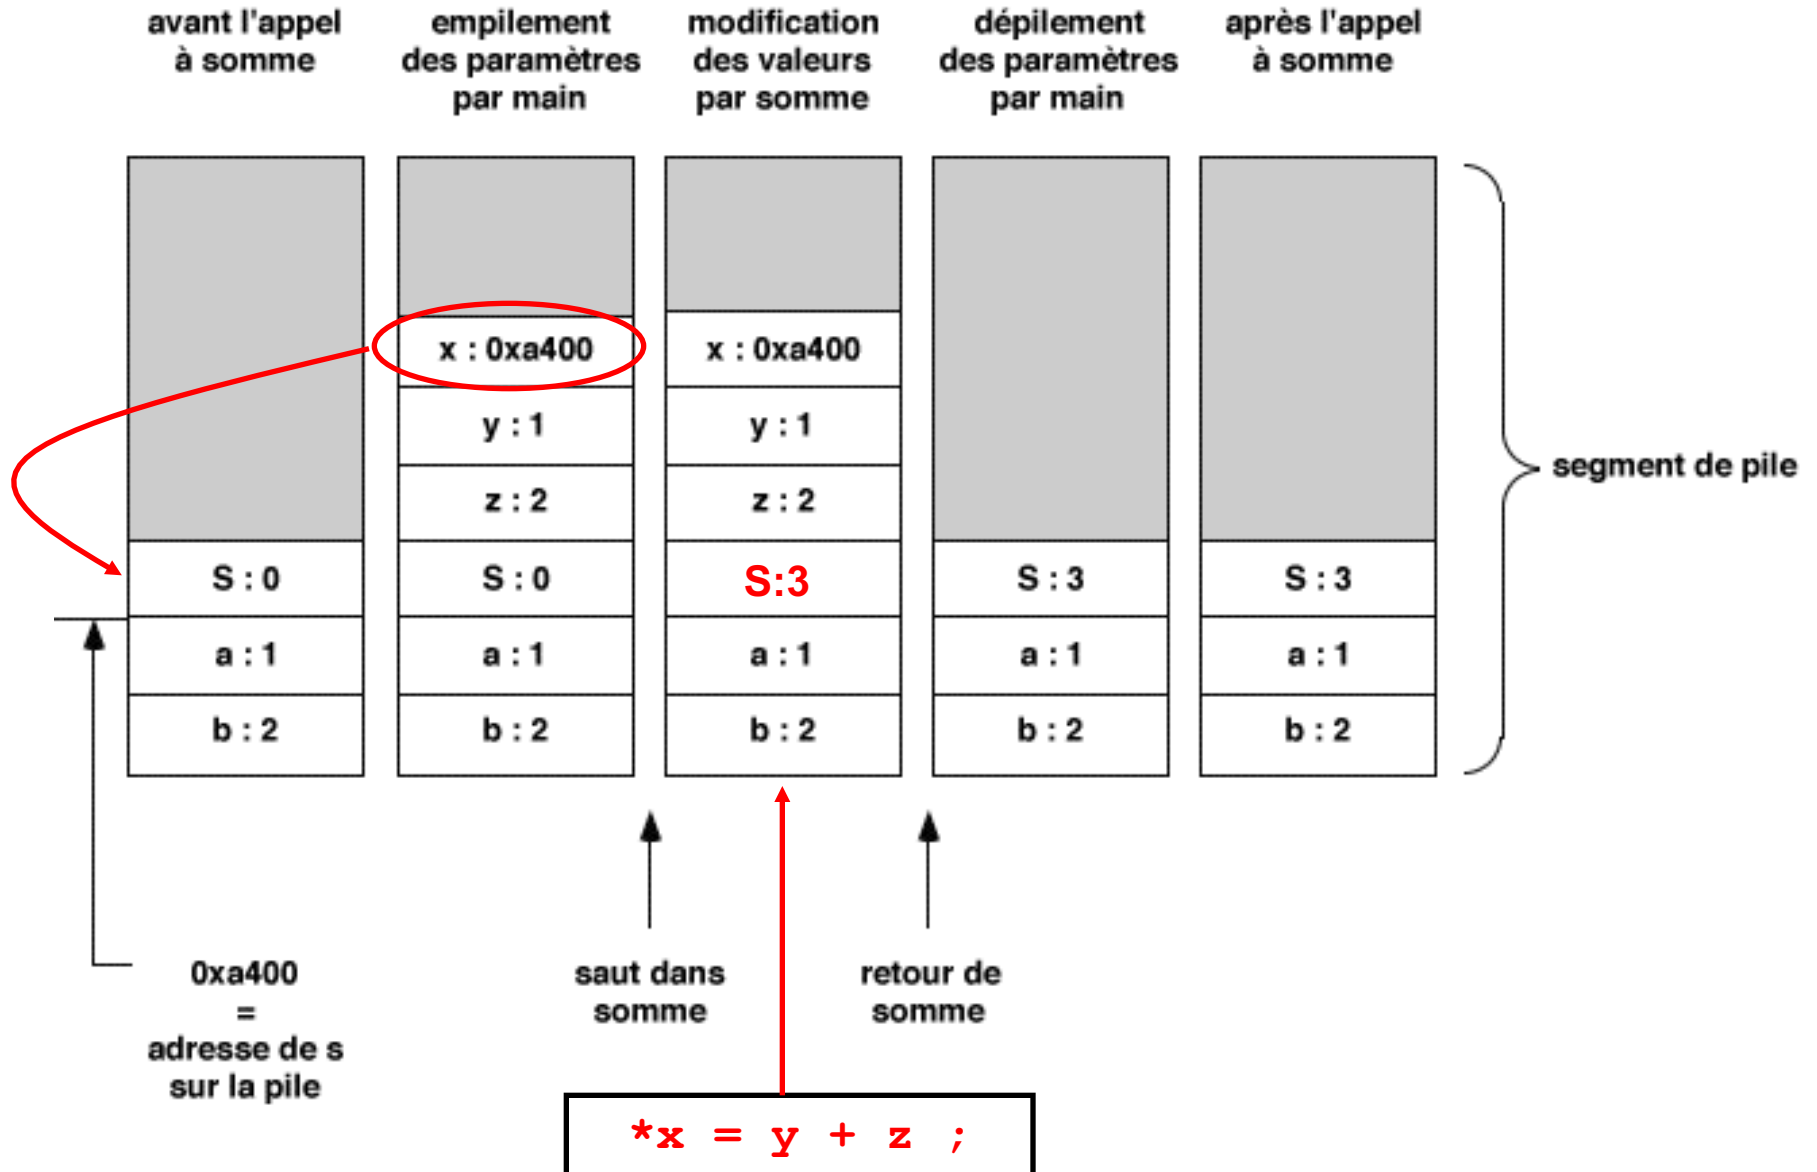 avant l'appel
à somme
empilement
des paramètres
par main
modification
des valeurs
par somme
dépilement
des paramètres
par main
après l'appel
à somme
S : 0
a : 1
b : 2
x : 0xa400
y : 1
z : 2
S : 0
a : 1
b : 2
x : 0xa400
y : 1
z : 2
S:3
a : 1
b : 2
S : 3
a : 1
b : 2
S : 3
a : 1
b : 2
segment de pile
0xa400
=
adresse de s
sur la pile
saut dans
somme
retour de
somme
*x = y + z ;